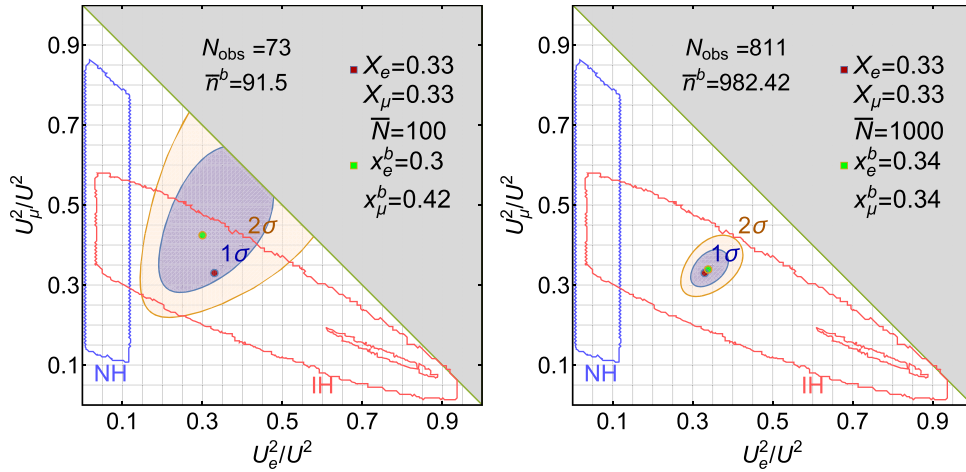 N_obs =73
n̄^b=91.5
X_e=0.33
X_μ=0.33
N̄=100
x_e^b=0.3
x_μ^b=0.42
2σ
1σ
NH
IH
0.9
0.7
0.5
0.3
0.1
0.1 0.3 0.5 0.7 0.9
U_μ^2/U^2
U_e^2/U^2
N_obs =811
n̄^b=982.42
X_e=0.33
X_μ=0.33
N̄=1000
x_e^b=0.34
x_μ^b=0.34
2σ
1σ
NH
IH
0.9
0.7
0.5
0.3
0.1
0.1 0.3 0.5 0.7 0.9
U_μ^2/U^2
U_e^2/U^2